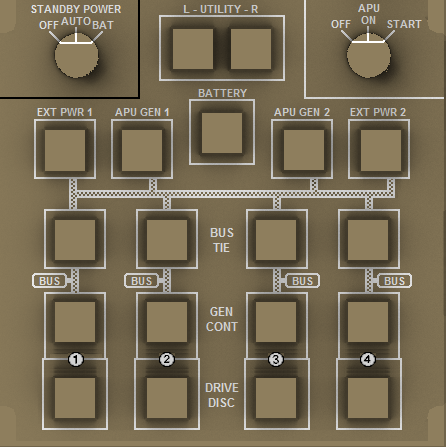 STANDBY POWER
OFF AUTO BAT
L - UTILITY - R
APU
OFF ON START
BATTERY
EXT PWR 1 APU GEN 1 APU GEN 2 EXT PWR 2
BUS
TIE
BUS BUS BUS BUS
GEN
CONT
1 2 3 4
DRIVE
DISC